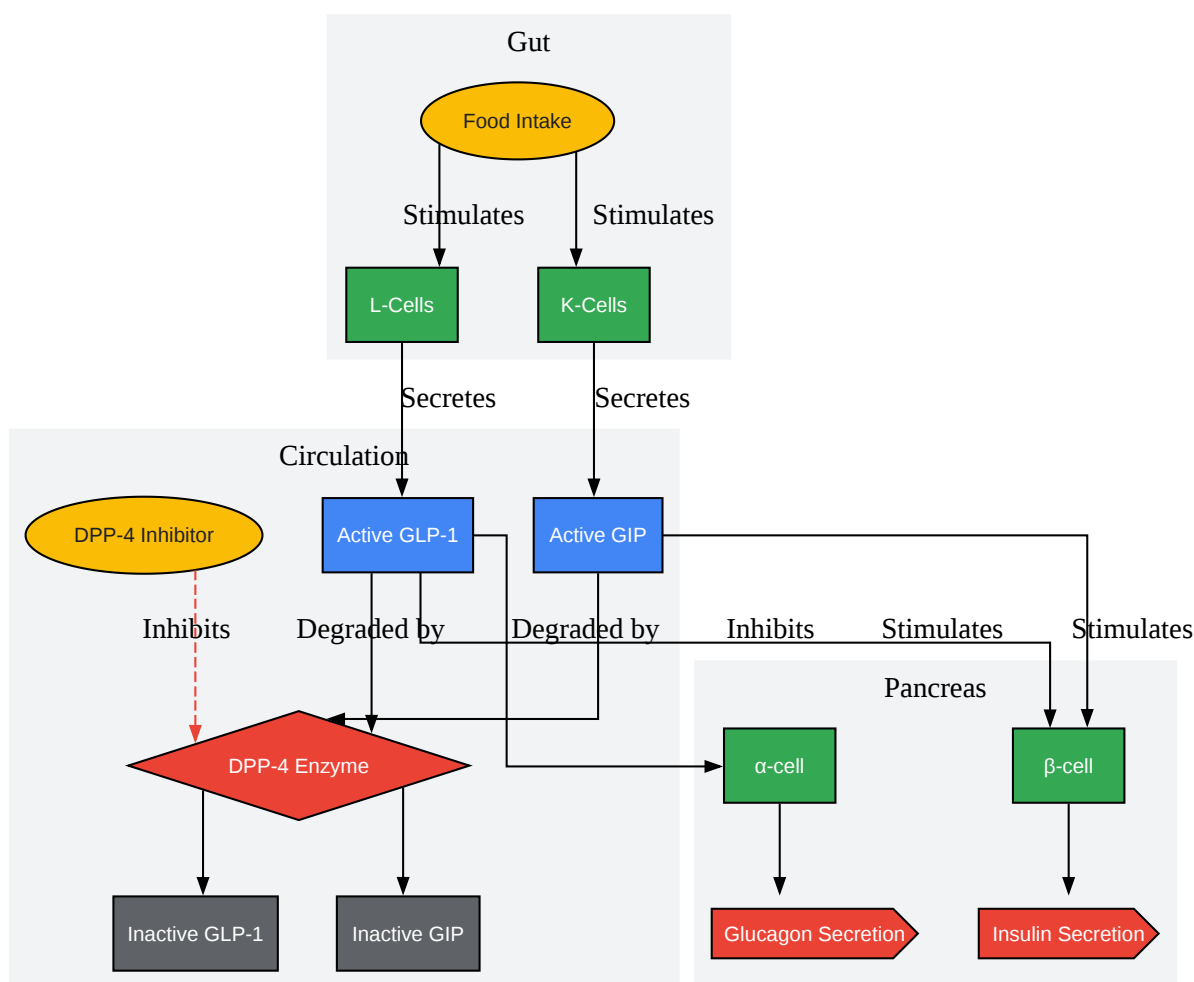 Gut
Food Intake
Stimulates
Stimulates
L-Cells
K-Cells
Secretes
Secretes
Circulation
DPP-4 Inhibitor
Active GLP-1
Active GIP
Inhibits
Degraded by
Degraded by
Inhibits
Stimulates
Stimulates
Pancreas
DPP-4 Enzyme
α-cell
β-cell
Inactive GLP-1
Inactive GIP
Glucagon Secretion
Insulin Secretion